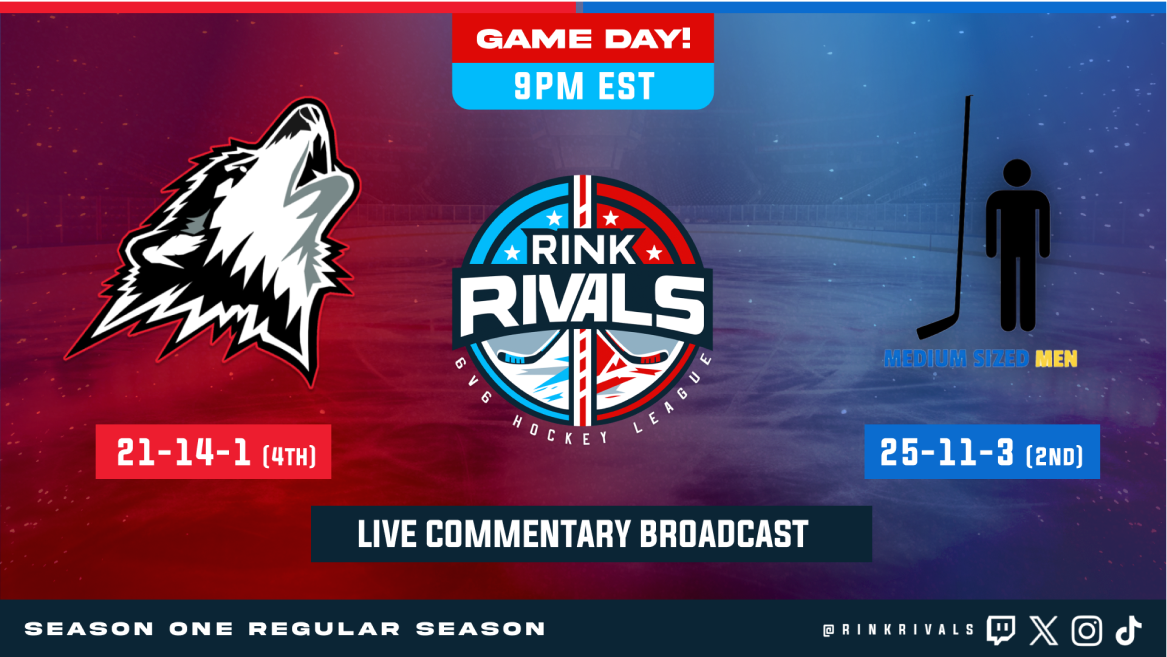 GAME DAY!
9PM EST
RINK
RIVALS
6V6 HOCKEY LEAGUE
MEDIUM SIZED MEN
21-14-1 (4TH)
25-11-3 (2ND)
LIVE COMMENTARY BROADCAST
SEASON ONE REGULAR SEASON
@RINKRIVALS